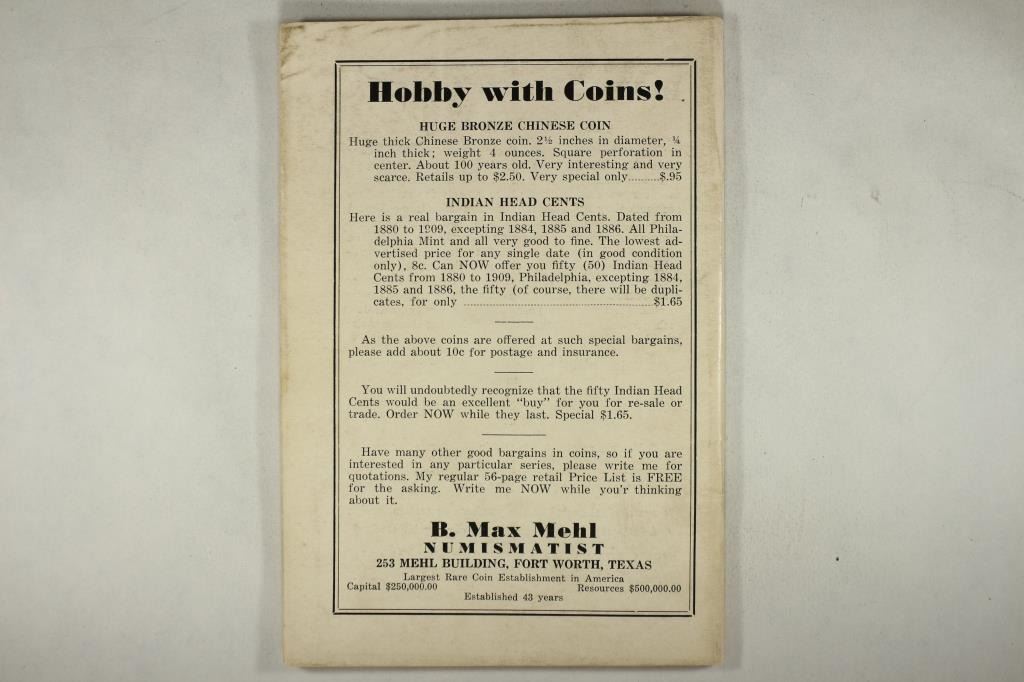 Hobby with Coins!
HUGE BRONZE CHINESE COIN
Huge thick Chinese Bronze coin. 2½ inches in diameter, ¼
inch thick; weight 4 ounces. Square perforation in
center. About 100 years old. Very interesting and very
scarce. Retails up to $2.50. Very special only..........$.95
INDIAN HEAD CENTS
Here is a real bargain in Indian Head Cents. Dated from
1880 to 1909, excepting 1884, 1885 and 1886. All Phila-
delphia Mint and all very good to fine. The lowest ad-
vertised price for any single date (in good condition
only), 8c. Can NOW offer you fifty (50) Indian Head
Cents from 1880 to 1909, Philadelphia, excepting 1884,
1885 and 1886, the fifty (of course, there will be dupli-
cates, for only ..................................................$1.65
As the above coins are offered at such special bargains,
please add about 10c for postage and insurance.
You will undoubtedly recognize that the fifty Indian Head
Cents would be an excellent "buy" for you for re-sale or
trade. Order NOW while they last. Special $1.65.
Have many other good bargains in coins, so if you are
interested in any particular series, please write me for
quotations. My regular 56-page retail Price List is FREE
for the asking. Write me NOW while you'r thinking
about it.
B. Max Mehl
NUMISMATIST
253 MEHL BUILDING, FORT WORTH, TEXAS
Largest Rare Coin Establishment in America
Capital $250,000.00 Resources $500,000.00
Established 43 years